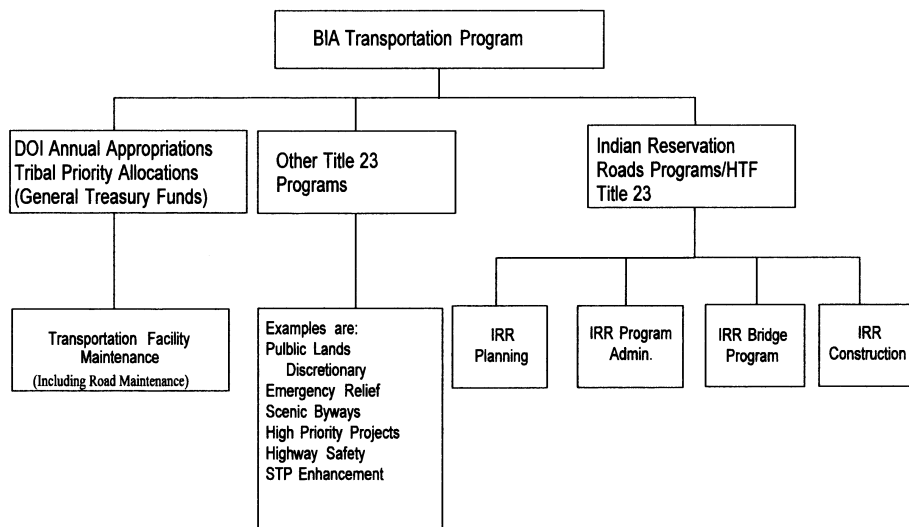 BIA Transportation Program
DOI Annual Appropriations
Tribal Priority Allocations
(General Treasury Funds)
Other Title 23
Programs
Indian Reservation
Roads Programs/HTF
Title 23
Transportation Facility
Maintenance
(Including Road Maintenance)
Examples are:
Pulblic Lands
Discretionary
Emergency Relief
Scenic Byways
High Priority Projects
Highway Safety
STP Enhancement
IRR
Planning
IRR Program
Admin.
IRR Bridge
Program
IRR
Construction